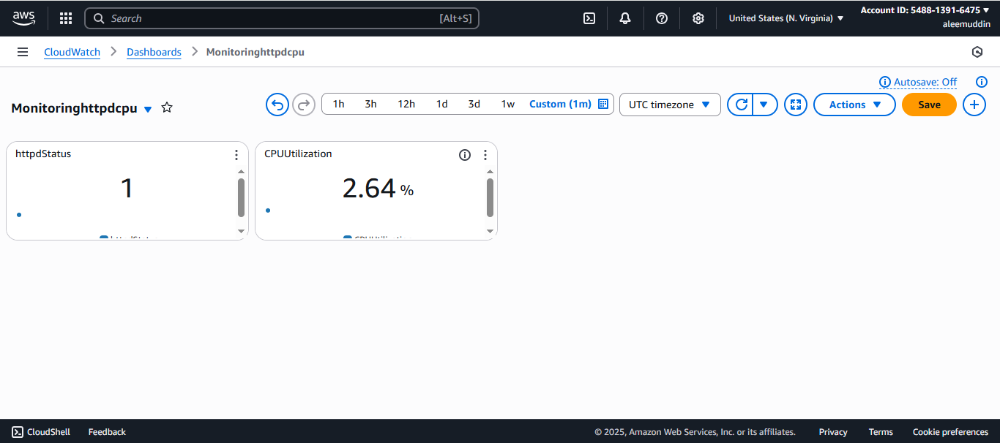 aws
Search
[Alt+S]
United States (N. Virginia)
Account ID: 5488-1391-6475
aleemuddin
CloudWatch
Dashboards
Monitoringhttpdcpu
Autosave: Off
Monitoringhttpdcpu
1h 3h 12h 1d 3d 1w Custom (1m)
UTC timezone
Actions
Save
httpdStatus
1
CPUUtilization
2.64 %
httpdStatus
CPUUtilization
CloudShell
Feedback
© 2025, Amazon Web Services, Inc. or its affiliates.
Privacy
Terms
Cookie preferences